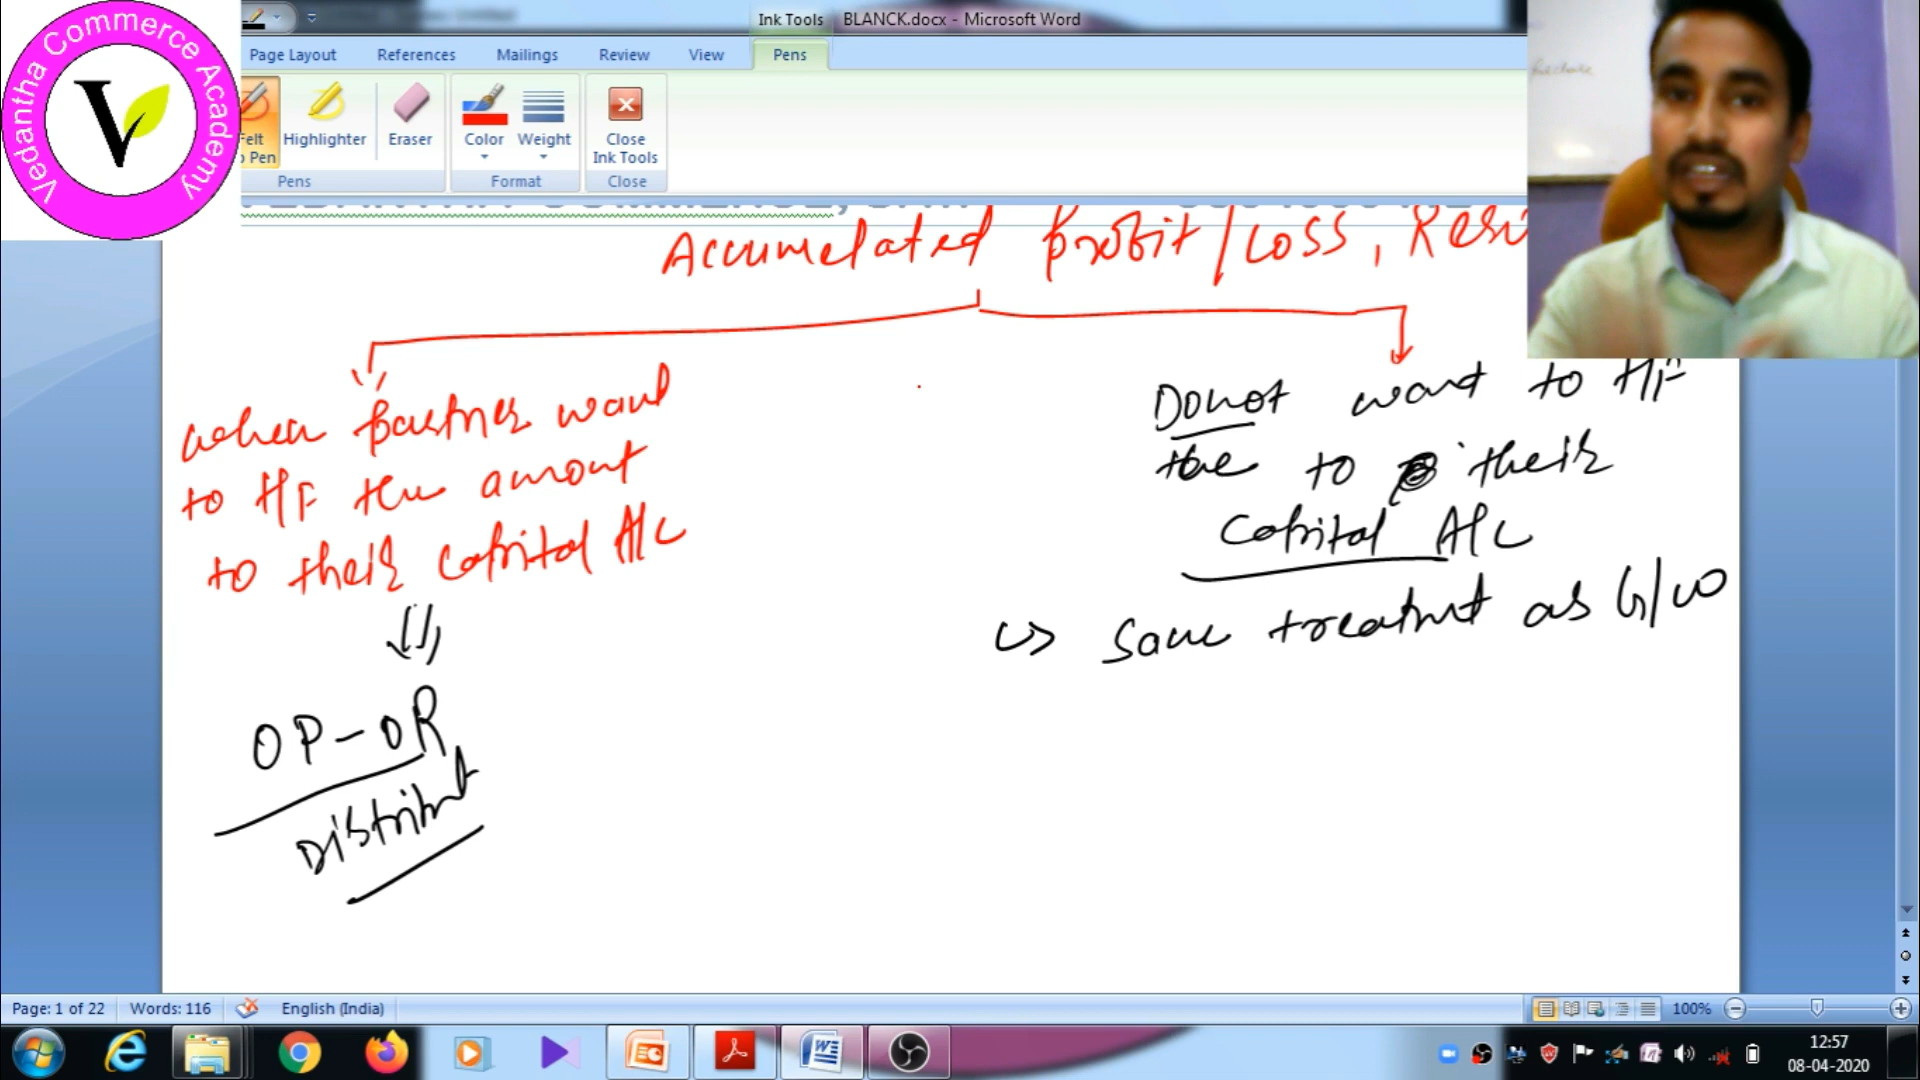 Vedantha Commerce Academy
V
Ink Tools BLANCK.docx - Microsoft Word
Page Layout References Mailings Review View Pens
Felt
Pen
Highlighter
Eraser
Color
Weight
Close
Ink Tools
Pens Format Close
Accumulated profit/Loss,
when Partner want
to t/f the amount
to their capital A/c
OP-OR
Distribut
Do not want to t/f
the to their
Capital A/c
Same treatmnt as G/w
Page: 1 of 22 Words: 116 English (India) 100%
12:57
08-04-2020